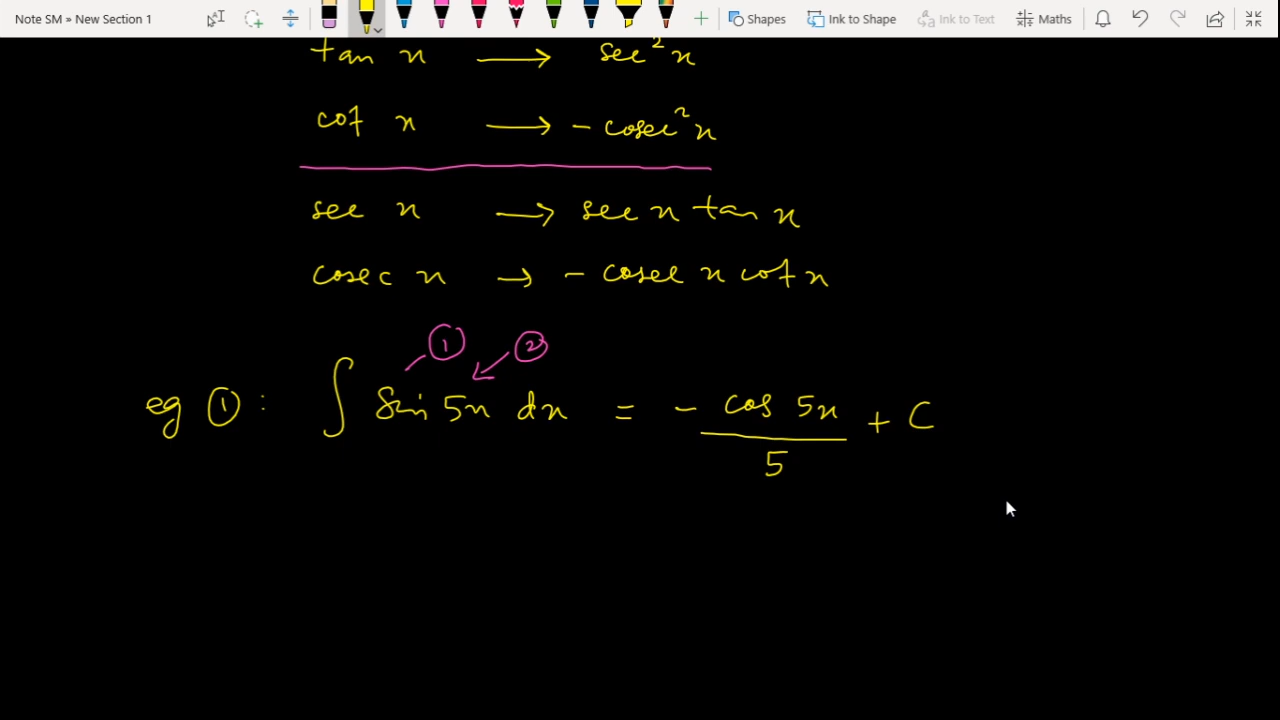 Note SM » New Section 1
Shapes Ink to Shape Ink to Text Maths
tan x → sec²x
cot x → - cosec²x
sec x → sec x tan x
cosec x → - cosec x cot x
① ②
eg ①: ∫ Sin 5x dx = - cos 5x / 5 + C